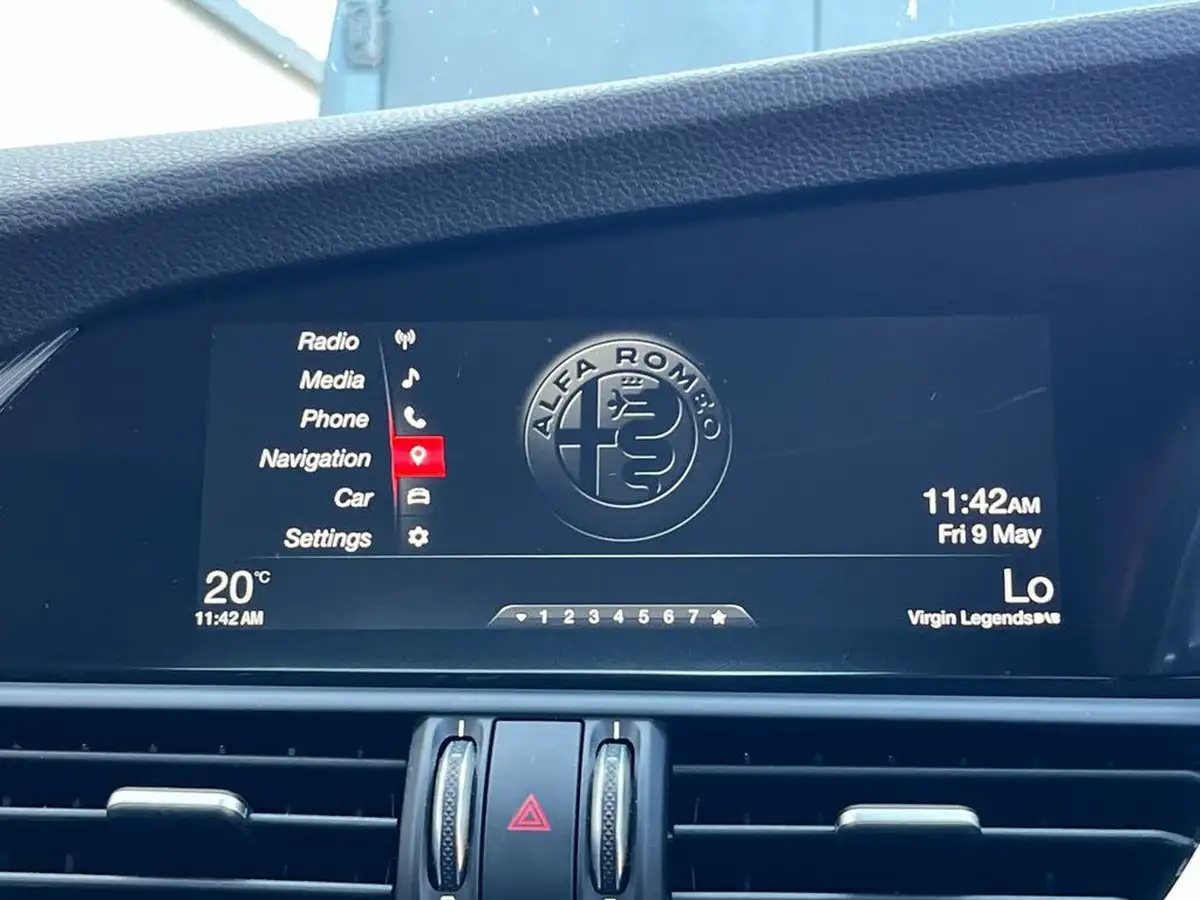 Radio
Media
Phone
Navigation
Car
Settings
ALFA ROMEO
11:42AM
Fri 9 May
20°C
11:42 AM
1 2 3 4 5 6 7
Lo
Virgin Legends